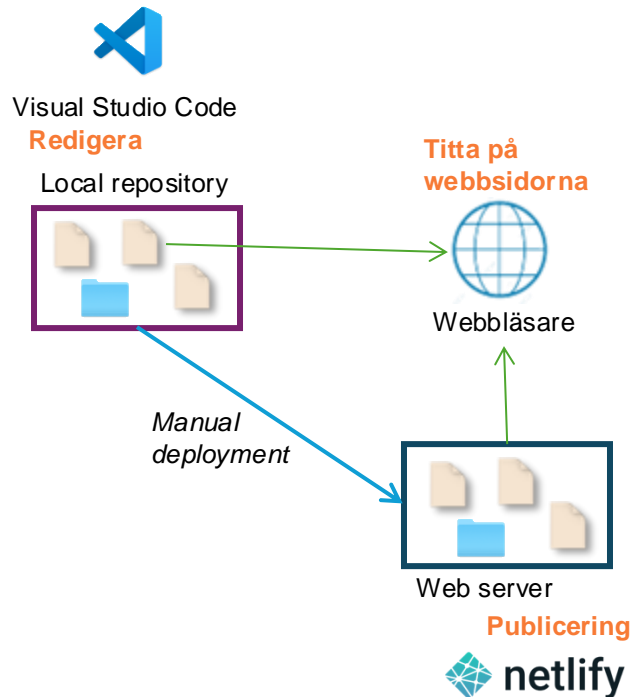 Visual Studio Code
Redigera
Local repository
Titta på
webbsidorna
Webbläsare
Manual
deployment
Web server
Publicering
netlify